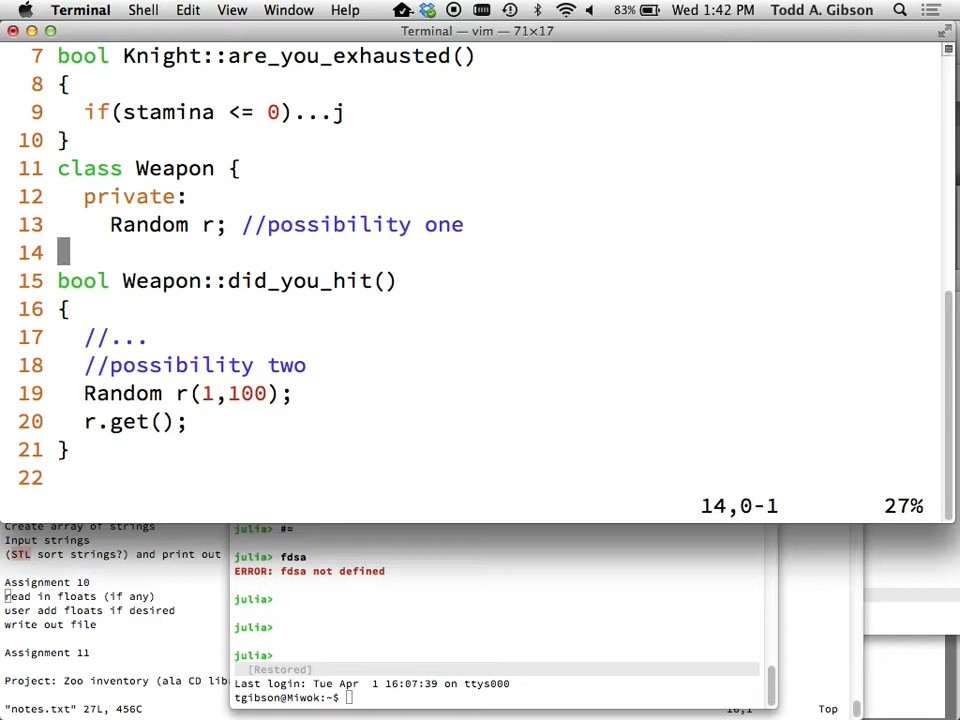 Terminal Shell Edit View Window Help 83% Wed 1:42 PM Todd A. Gibson
Terminal — vim — 71×17
7 bool Knight::are_you_exhausted()
8 {
9 if(stamina <= 0)...j
10 }
11 class Weapon {
12 private:
13 Random r; //possibility one
14
15 bool Weapon::did_you_hit()
16 {
17 //...
18 //possibility two
19 Random r(1,100);
20 r.get();
21 }
22
14,0-1 27%
Create array of strings
Input strings
(STL sort strings?) and print out
Assignment 10
read in floats (if any)
user add floats if desired
write out file
Assignment 11
Project: Zoo inventory (ala CD lib
"notes.txt" 27L, 456C
julia> #=
julia> fdsa
ERROR: fdsa not defined
julia>
julia>
julia>
[Restored]
Last login: Tue Apr 1 16:07:39 on ttys000
tgibson@Miwok:~$
Top